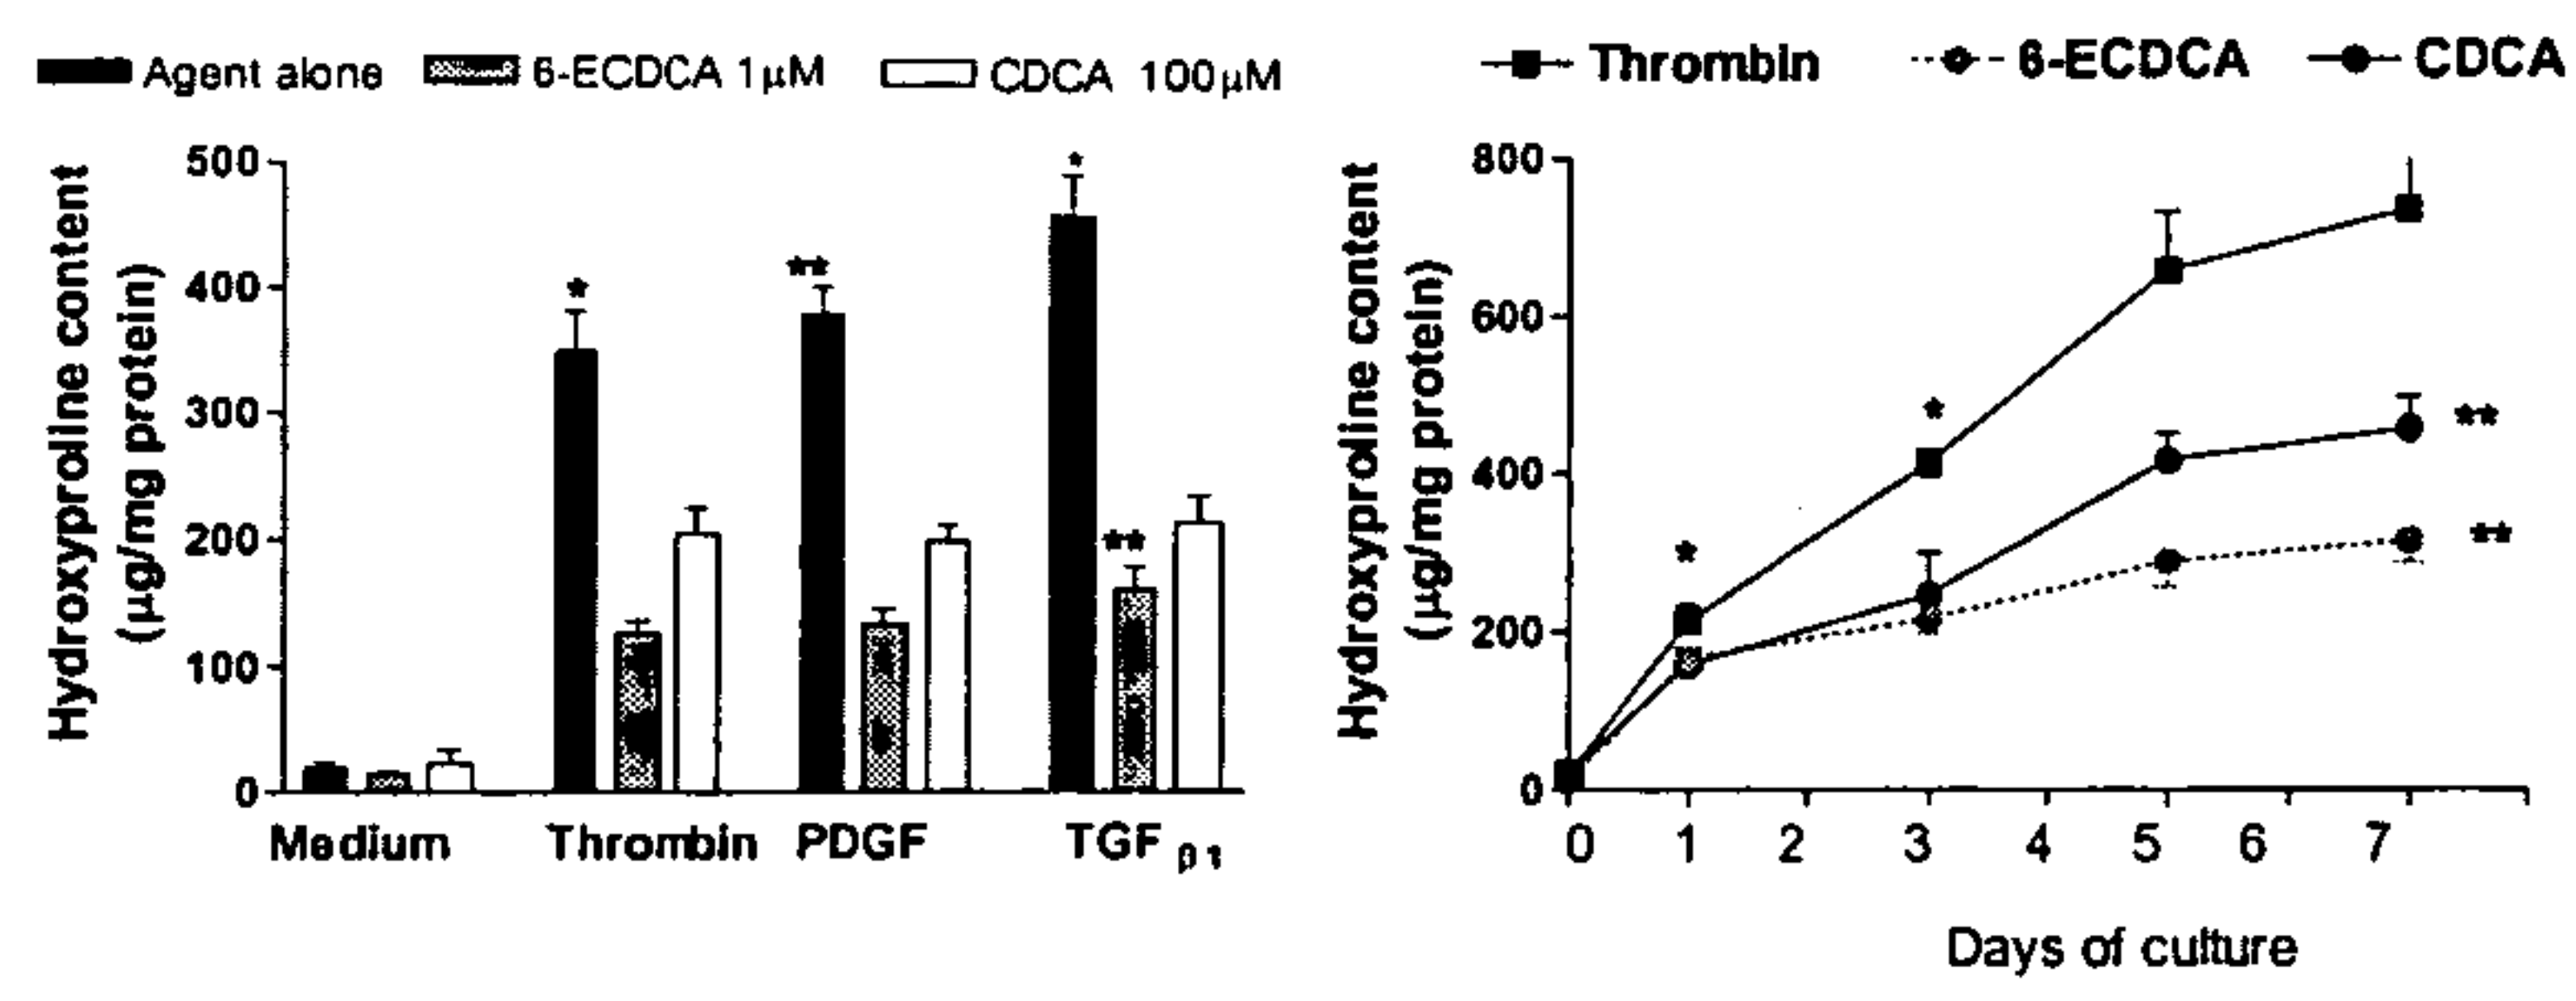 Agent alone 6-ECDCA 1μM CDCA 100μM
Hydroxyproline content
(μg/mg protein)
500
400
300
200
100
0
*
**
*
**
Medium Thrombin PDGF TGF β1
Thrombin 6-ECDCA CDCA
Hydroxyproline content
(μg/mg protein)
800
600
400
200
0
*
*
**
**
0 1 2 3 4 5 6 7
Days of culture